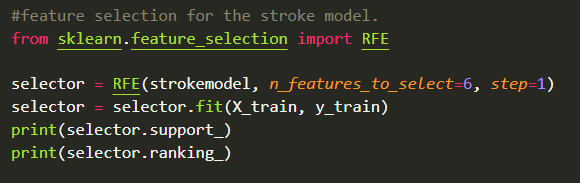 #feature selection for the stroke model.
from sklearn.feature_selection import RFE
selector = RFE(strokemodel, n_features_to_select=6, step=1)
selector = selector.fit(X_train, y_train)
print(selector.support_)
print(selector.ranking_)